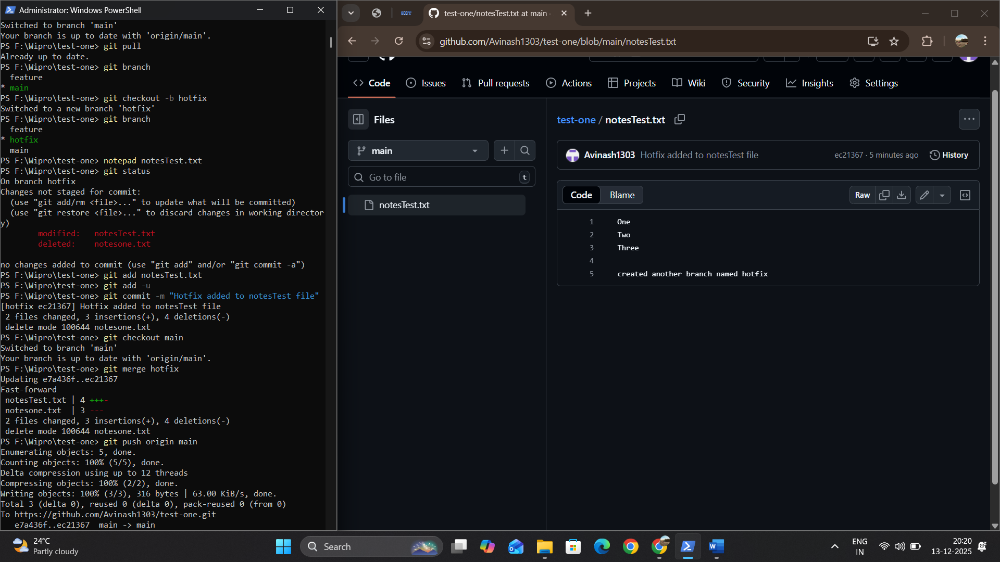 Administrator: Windows PowerShell
Switched to branch 'main'
Your branch is up to date with 'origin/main'.
PS F:\Wipro\test-one> git pull
Already up to date.
PS F:\Wipro\test-one> git branch
  feature
* main
PS F:\Wipro\test-one> git checkout -b hotfix
Switched to a new branch 'hotfix'
PS F:\Wipro\test-one> git branch
  feature
* hotfix
  main
PS F:\Wipro\test-one> notepad notesTest.txt
PS F:\Wipro\test-one> git status
On branch hotfix
Changes not staged for commit:
  (use "git add/rm <file>..." to update what will be committed)
  (use "git restore <file>..." to discard changes in working director
y)
        modified:   notesTest.txt
        deleted:    notesone.txt
no changes added to commit (use "git add" and/or "git commit -a")
PS F:\Wipro\test-one> git add notesTest.txt
PS F:\Wipro\test-one> git add -u
PS F:\Wipro\test-one> git commit -m "Hotfix added to notesTest file"
[hotfix ec21367] Hotfix added to notesTest file
 2 files changed, 3 insertions(+), 4 deletions(-)
 delete mode 100644 notesone.txt
PS F:\Wipro\test-one> git checkout main
Switched to branch 'main'
Your branch is up to date with 'origin/main'.
PS F:\Wipro\test-one> git merge hotfix
Updating e7a436f..ec21367
Fast-forward
 notesTest.txt | 4 +++-
 notesone.txt  | 3 ---
 2 files changed, 3 insertions(+), 4 deletions(-)
 delete mode 100644 notesone.txt
PS F:\Wipro\test-one> git push origin main
Enumerating objects: 5, done.
Counting objects: 100% (5/5), done.
Delta compression using up to 12 threads
Compressing objects: 100% (2/2), done.
Writing objects: 100% (3/3), 316 bytes | 63.00 KiB/s, done.
Total 3 (delta 0), reused 0 (delta 0), pack-reused 0 (from 0)
To https://github.com/Avinash1303/test-one.git
   e7a436f..ec21367  main -> main
test-one/notesTest.txt at main
github.com/Avinash1303/test-one/blob/main/notesTest.txt
Code Issues Pull requests Actions Projects Wiki Security Insights Settings
Files
main
Go to file t
notesTest.txt
test-one / notesTest.txt
Avinash1303 Hotfix added to notesTest file ec21367 · 5 minutes ago History
Code Blame Raw
1 One
2 Two
3 Three
4
5 created another branch named hotfix
24°C
Partly cloudy
Search
ENG
IN
20:20
13-12-2025